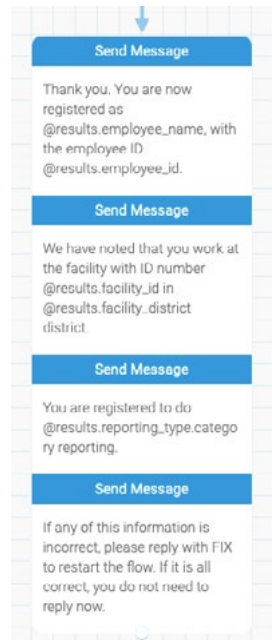 Send Message
Thank you. You are now
registered as
@results.employee_name, with
the employee ID
@results.employee_id.
Send Message
We have noted that you work at
the facility with ID number
@results.facility_id in
@results.facility_district
district.
Send Message
You are registered to do
@results.reporting_type.catego
ry reporting.
Send Message
If any of this information is
incorrect, please reply with FIX
to restart the flow. If it is all
correct, you do not need to
reply now.